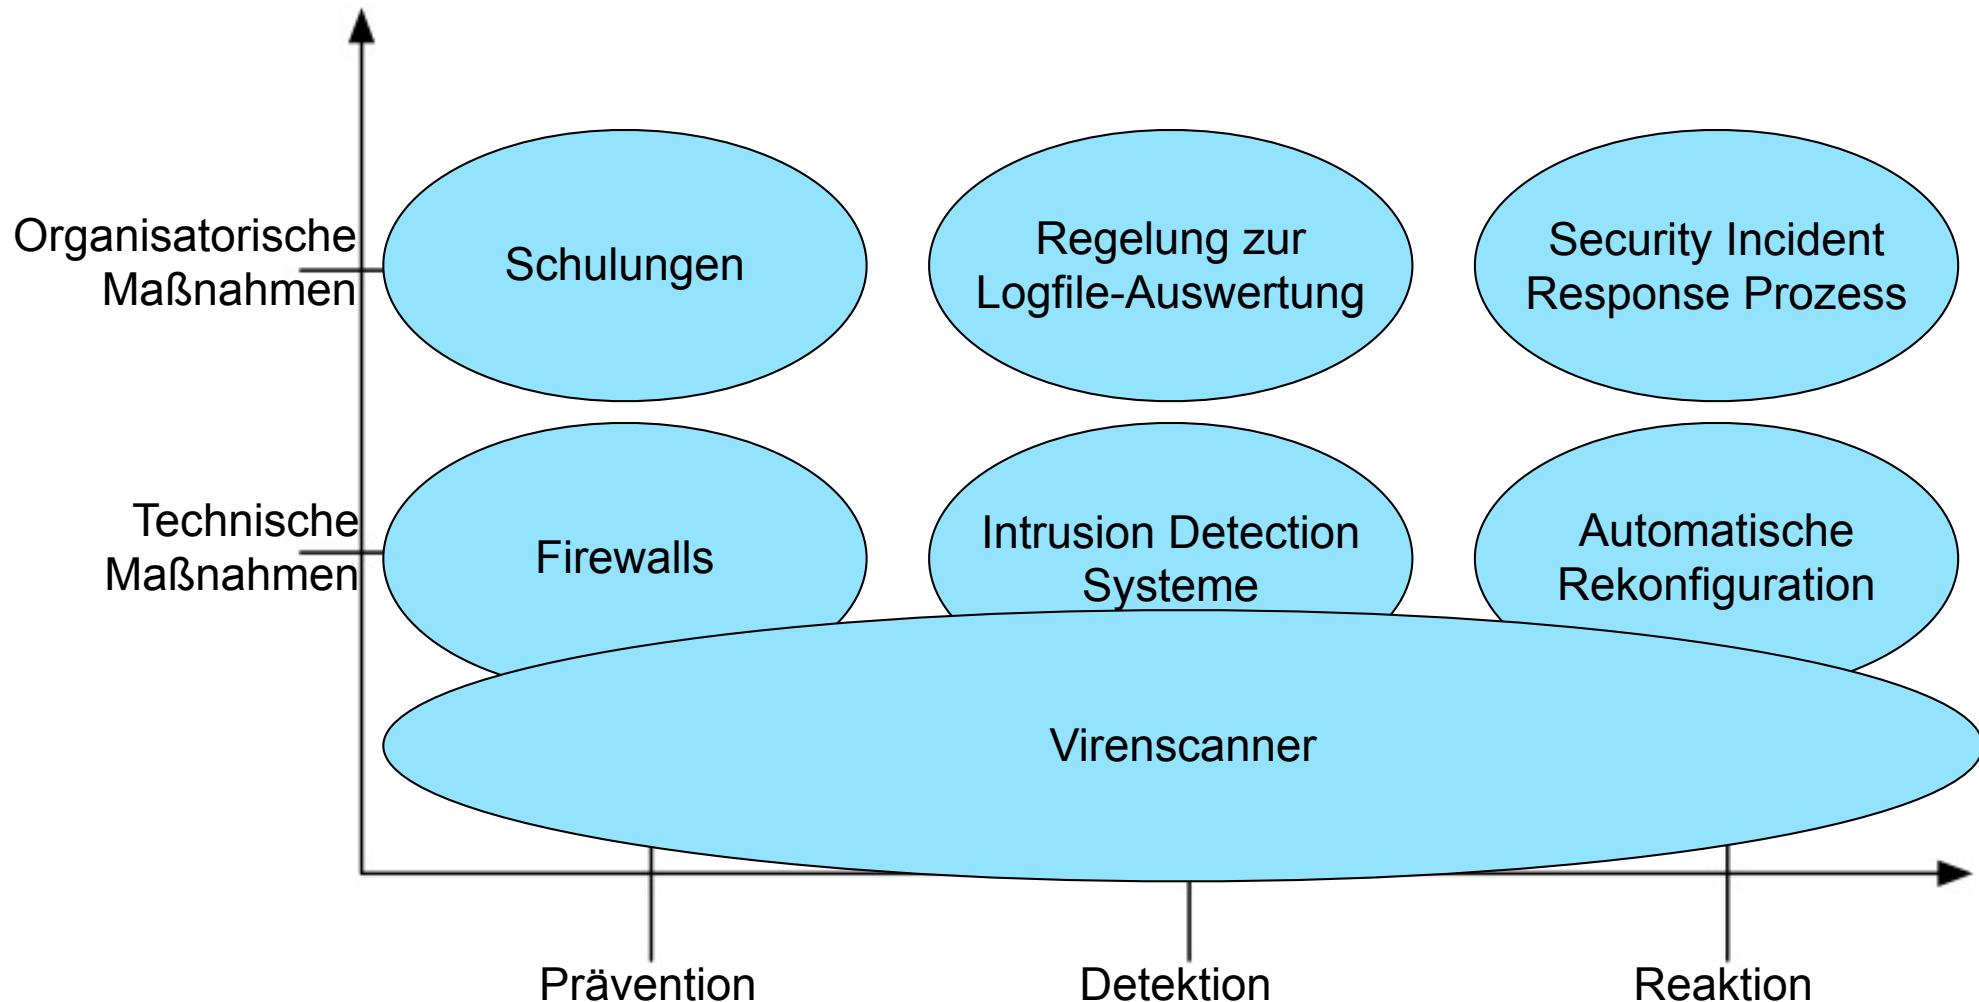 Organisatorische
Maßnahmen
Schulungen
Regelung zur
Logfile-Auswertung
Security Incident
Response Prozess
Technische
Maßnahmen
Firewalls
Intrusion Detection
Systeme
Automatische
Rekonfiguration
Virenscanner
Prävention
Detektion
Reaktion